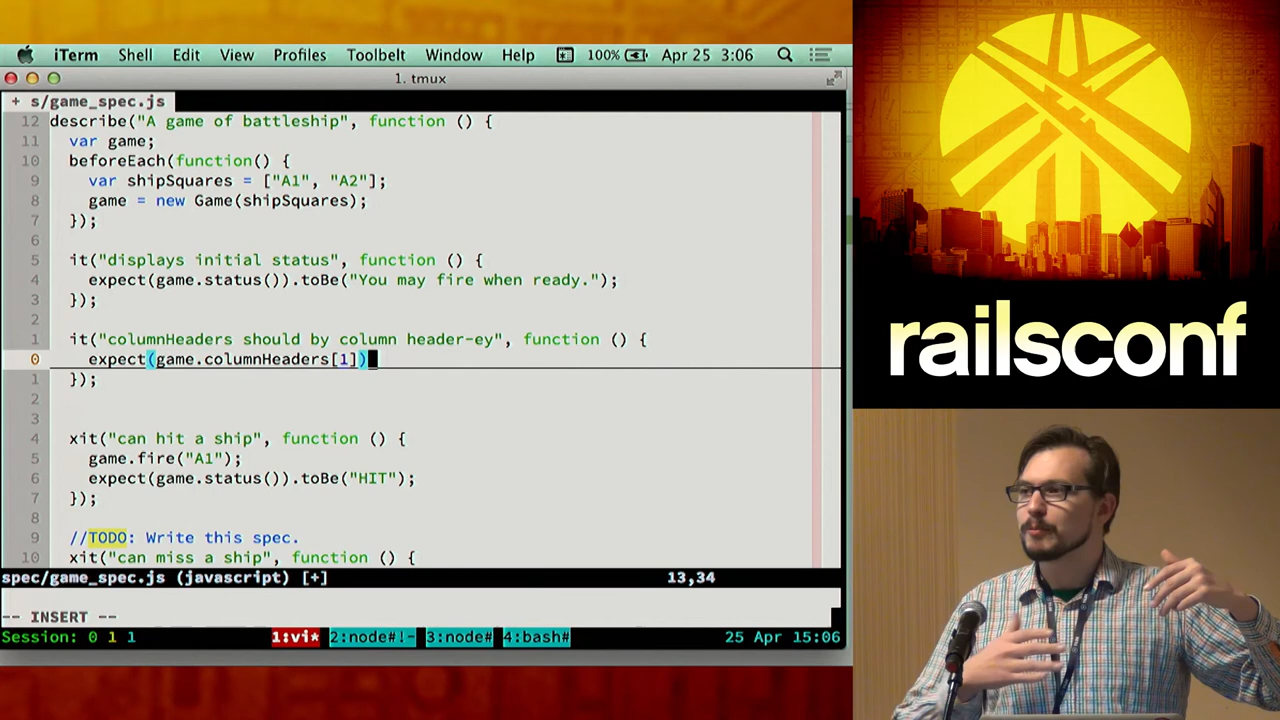 iTerm Shell Edit View Profiles Toolbelt Window Help 100% Apr 25 3:06
1. tmux
+ s/game_spec.js
12 describe("A game of battleship", function () {
11 var game;
10 beforeEach(function() {
9 var shipSquares = ["A1", "A2"];
8 game = new Game(shipSquares);
7 });
6
5 it("displays initial status", function () {
4 expect(game.status()).toBe("You may fire when ready.");
3 });
2
1 it("columnHeaders should by column header-ey", function () {
0 expect(game.columnHeaders[1])
1 });
2
3
4 xit("can hit a ship", function () {
5 game.fire("A1");
6 expect(game.status()).toBe("HIT");
7 });
8
9 //TODO: Write this spec.
10 xit("can miss a ship", function () {
spec/game_spec.js (javascript) [+] 13,34
-- INSERT --
Session: 0 1 1 1:vi* 2:node#!- 3:node# 4:bash# 25 Apr 15:06
railsconf